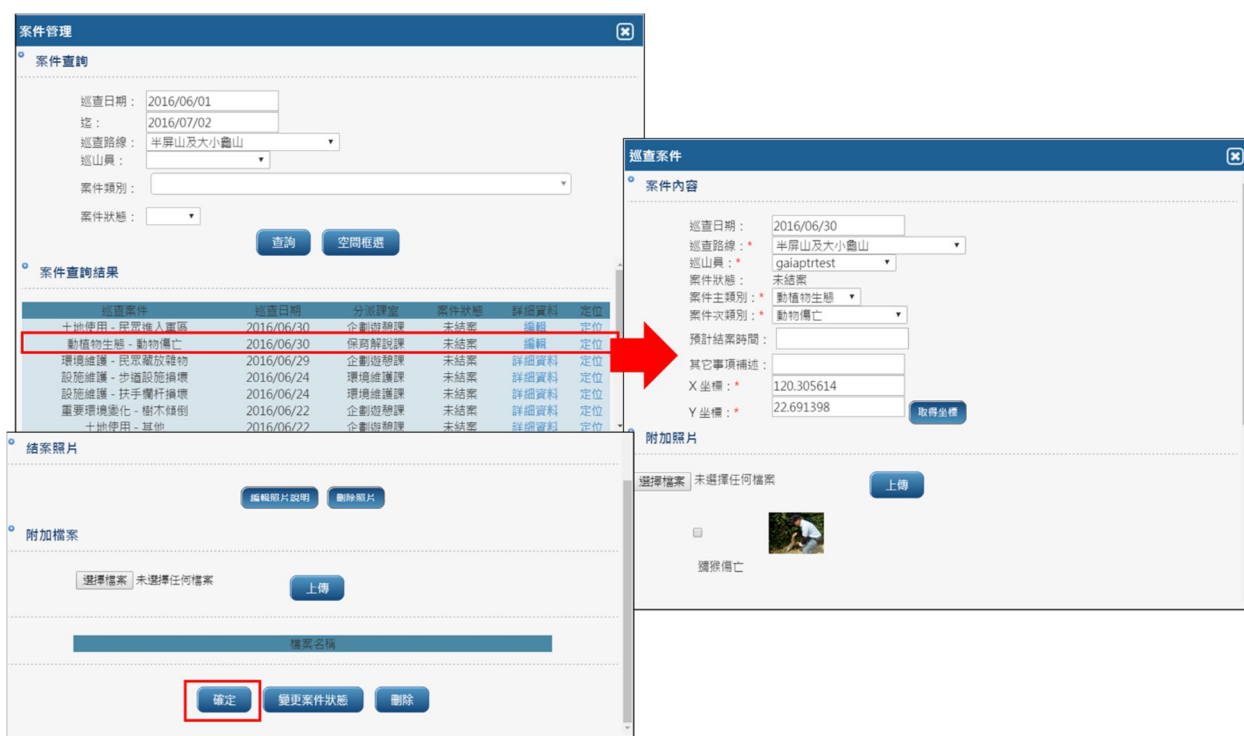 案件管理
案件查詢
巡查日期： 2016/06/01
迄： 2016/07/02
巡查路線： 半屏山及大小龜山
巡山員：
案件類別：
案件狀態：
查詢 空間框選
案件查詢結果
巡查案件 巡查日期 分派課室 案件狀態 詳細資料 定位
土地使用 - 民眾進入軍區 2016/06/30 企劃遊憩課 未結案 編輯 定位
動植物生態 - 動物傷亡 2016/06/30 保育解說課 未結案 編輯 定位
環境維護 - 民眾藏放雜物 2016/06/29 企劃遊憩課 未結案 詳細資料 定位
設施維護 - 步道設施損壞 2016/06/24 環境維護課 未結案 詳細資料 定位
設施維護 - 扶手欄杆損壞 2016/06/24 環境維護課 未結案 詳細資料 定位
重要環境變化 - 樹木傾倒 2016/06/22 企劃遊憩課 未結案 詳細資料 定位
土地使用 - 其他 2016/06/22 企劃遊憩課 未結案 詳細資料 定位
結案照片
編輯照片說明 刪除照片
附加檔案
選擇檔案 未選擇任何檔案 上傳
檔案名稱
確定 變更案件狀態 刪除
巡查案件
案件內容
巡查日期： 2016/06/30
巡查路線：* 半屏山及大小龜山
巡山員：* gaiaptrtest
案件狀態： 未結案
案件主類別：* 動植物生態
案件次類別：* 動物傷亡
預計結案時間：
其它事項補述：
X 坐標：* 120.305614
Y 坐標：* 22.691398 取得坐標
附加照片
選擇檔案 未選擇任何檔案 上傳
獼猴傷亡